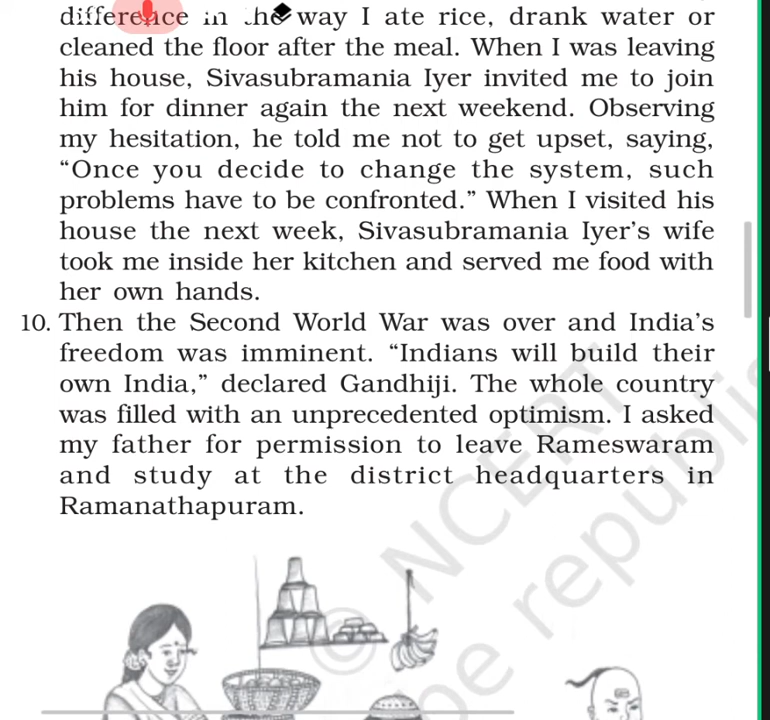 difference in the way I ate rice, drank water or
cleaned the floor after the meal. When I was leaving
his house, Sivasubramania Iyer invited me to join
him for dinner again the next weekend. Observing
my hesitation, he told me not to get upset, saying,
“Once you decide to change the system, such
problems have to be confronted.” When I visited his
house the next week, Sivasubramania Iyer’s wife
took me inside her kitchen and served me food with
her own hands.
10. Then the Second World War was over and India’s
freedom was imminent. “Indians will build their
own India,” declared Gandhiji. The whole country
was filled with an unprecedented optimism. I asked
my father for permission to leave Rameswaram
and study at the district headquarters in
Ramanathapuram.
© NCERT
be republis